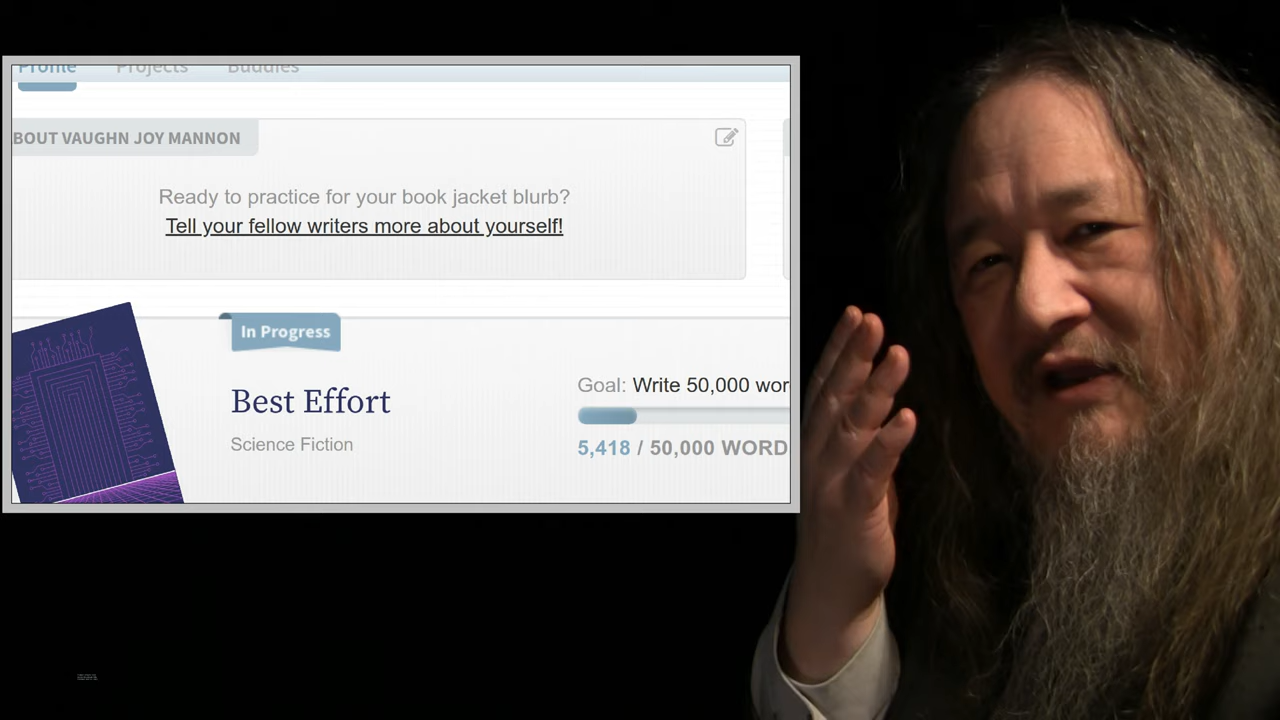 Profile Projects Buddies
BOUT VAUGHN JOY MANNON
Ready to practice for your book jacket blurb?
Tell your fellow writers more about yourself!
In Progress
Best Effort
Science Fiction
Goal: Write 50,000 wor
5,418 / 50,000 WORD